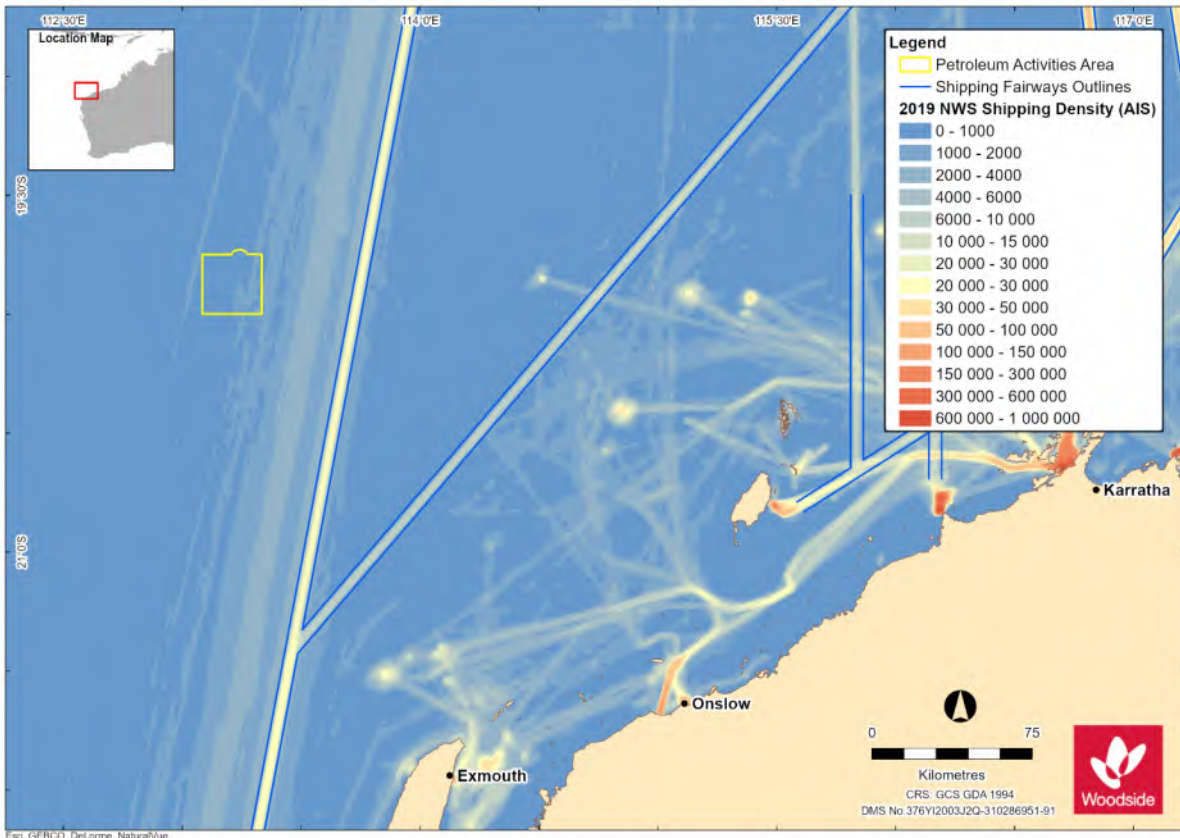 112°30'E
114°0'E
115°30'E
117°0'E
Location Map
19°30'S
21°0'S
Legend
Petroleum Activities Area
Shipping Fairways Outlines
2019 NWS Shipping Density (AIS)
0 - 1000
1000 - 2000
2000 - 4000
4000 - 6000
6000 - 10 000
10 000 - 15 000
20 000 - 30 000
20 000 - 30 000
30 000 - 50 000
50 000 - 100 000
100 000 - 150 000
150 000 - 300 000
300 000 - 600 000
600 000 - 1 000 000
Karratha
Onslow
Exmouth
0 75
Kilometres
CRS: GCS GDA 1994
DMS No.376YI2003J2Q-310286951-91
Woodside
Esri, GEBCO, DeLorme, NaturalVue